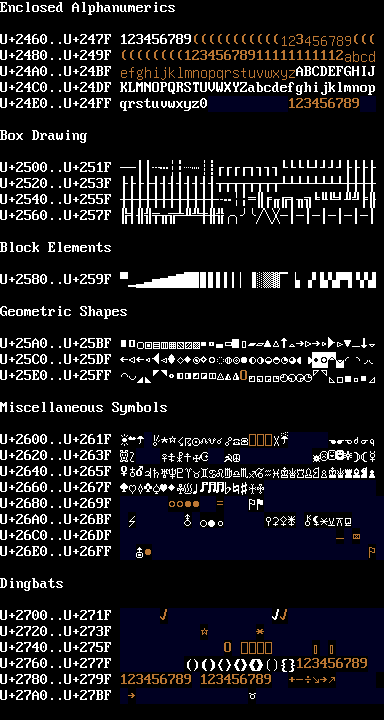 Enclosed Alphanumerics
U+2460..U+247F 123456789(((((((((((123456789(((
U+2480..U+249F ((((((((12345678911111111111abcd
U+24A0..U+24BF efghijklmnopqrstuvwxyzABCDEFGHIJ
U+24C0..U+24DF KLMNOPQRSTUVWXYZabcdefghijklmnop
U+24E0..U+24FF qrstuvwxyz0 123456789
Box Drawing
U+2500..U+251F
U+2520..U+253F
U+2540..U+255F
U+2560..U+257F
Block Elements
U+2580..U+259F
Geometric Shapes
U+25A0..U+25BF
U+25C0..U+25DF
U+25E0..U+25FF
Miscellaneous Symbols
U+2600..U+261F
U+2620..U+263F
U+2640..U+265F
U+2660..U+267F
U+2680..U+269F
U+26A0..U+26BF
U+26C0..U+26DF
U+26E0..U+26FF
Dingbats
U+2700..U+271F
U+2720..U+273F
U+2740..U+275F
U+2760..U+277F 123456789
U+2780..U+279F 123456789 123456789
U+27A0..U+27BF